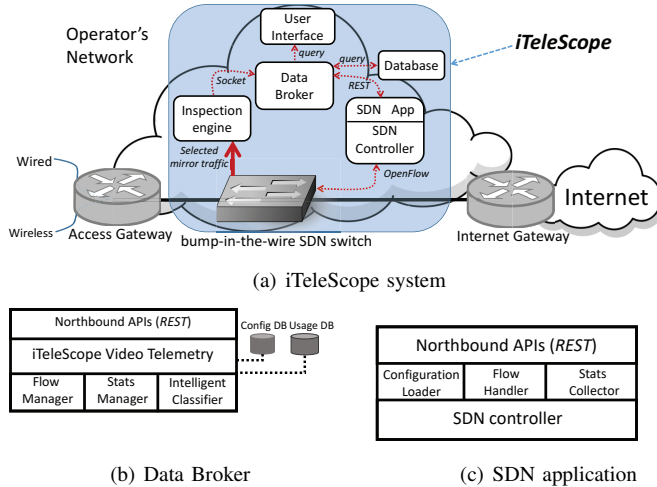 Operator's
Network
User
Interface
iTeleScope
query
query
Database
Socket
Data
Broker
REST
Inspection
engine
SDN App
SDN
Controller
Selected
mirror traffic
OpenFlow
Wired
Wireless
Access Gateway
bump-in-the-wire SDN switch
Internet Gateway
Internet
(a) iTeleScope system
Northbound APIs (REST)
iTeleScope Video Telemetry
Flow
Manager
Stats
Manager
Intelligent
Classifier
Config DB
Usage DB
(b) Data Broker
Northbound APIs (REST)
Configuration
Loader
Flow
Handler
Stats
Collector
SDN controller
(c) SDN application